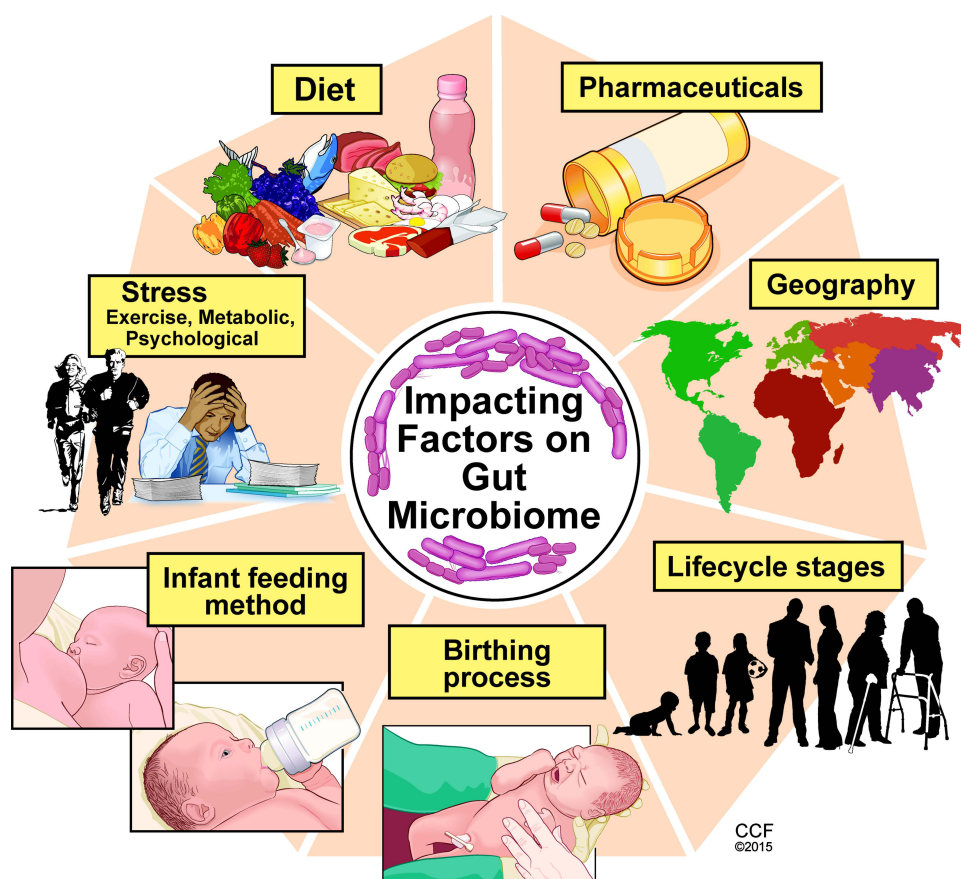 Diet
Pharmaceuticals
Stress
Exercise, Metabolic,
Psychological
Geography
Impacting
Factors on
Gut
Microbiome
Infant feeding
method
Birthing
process
Lifecycle stages
CCF
©2015